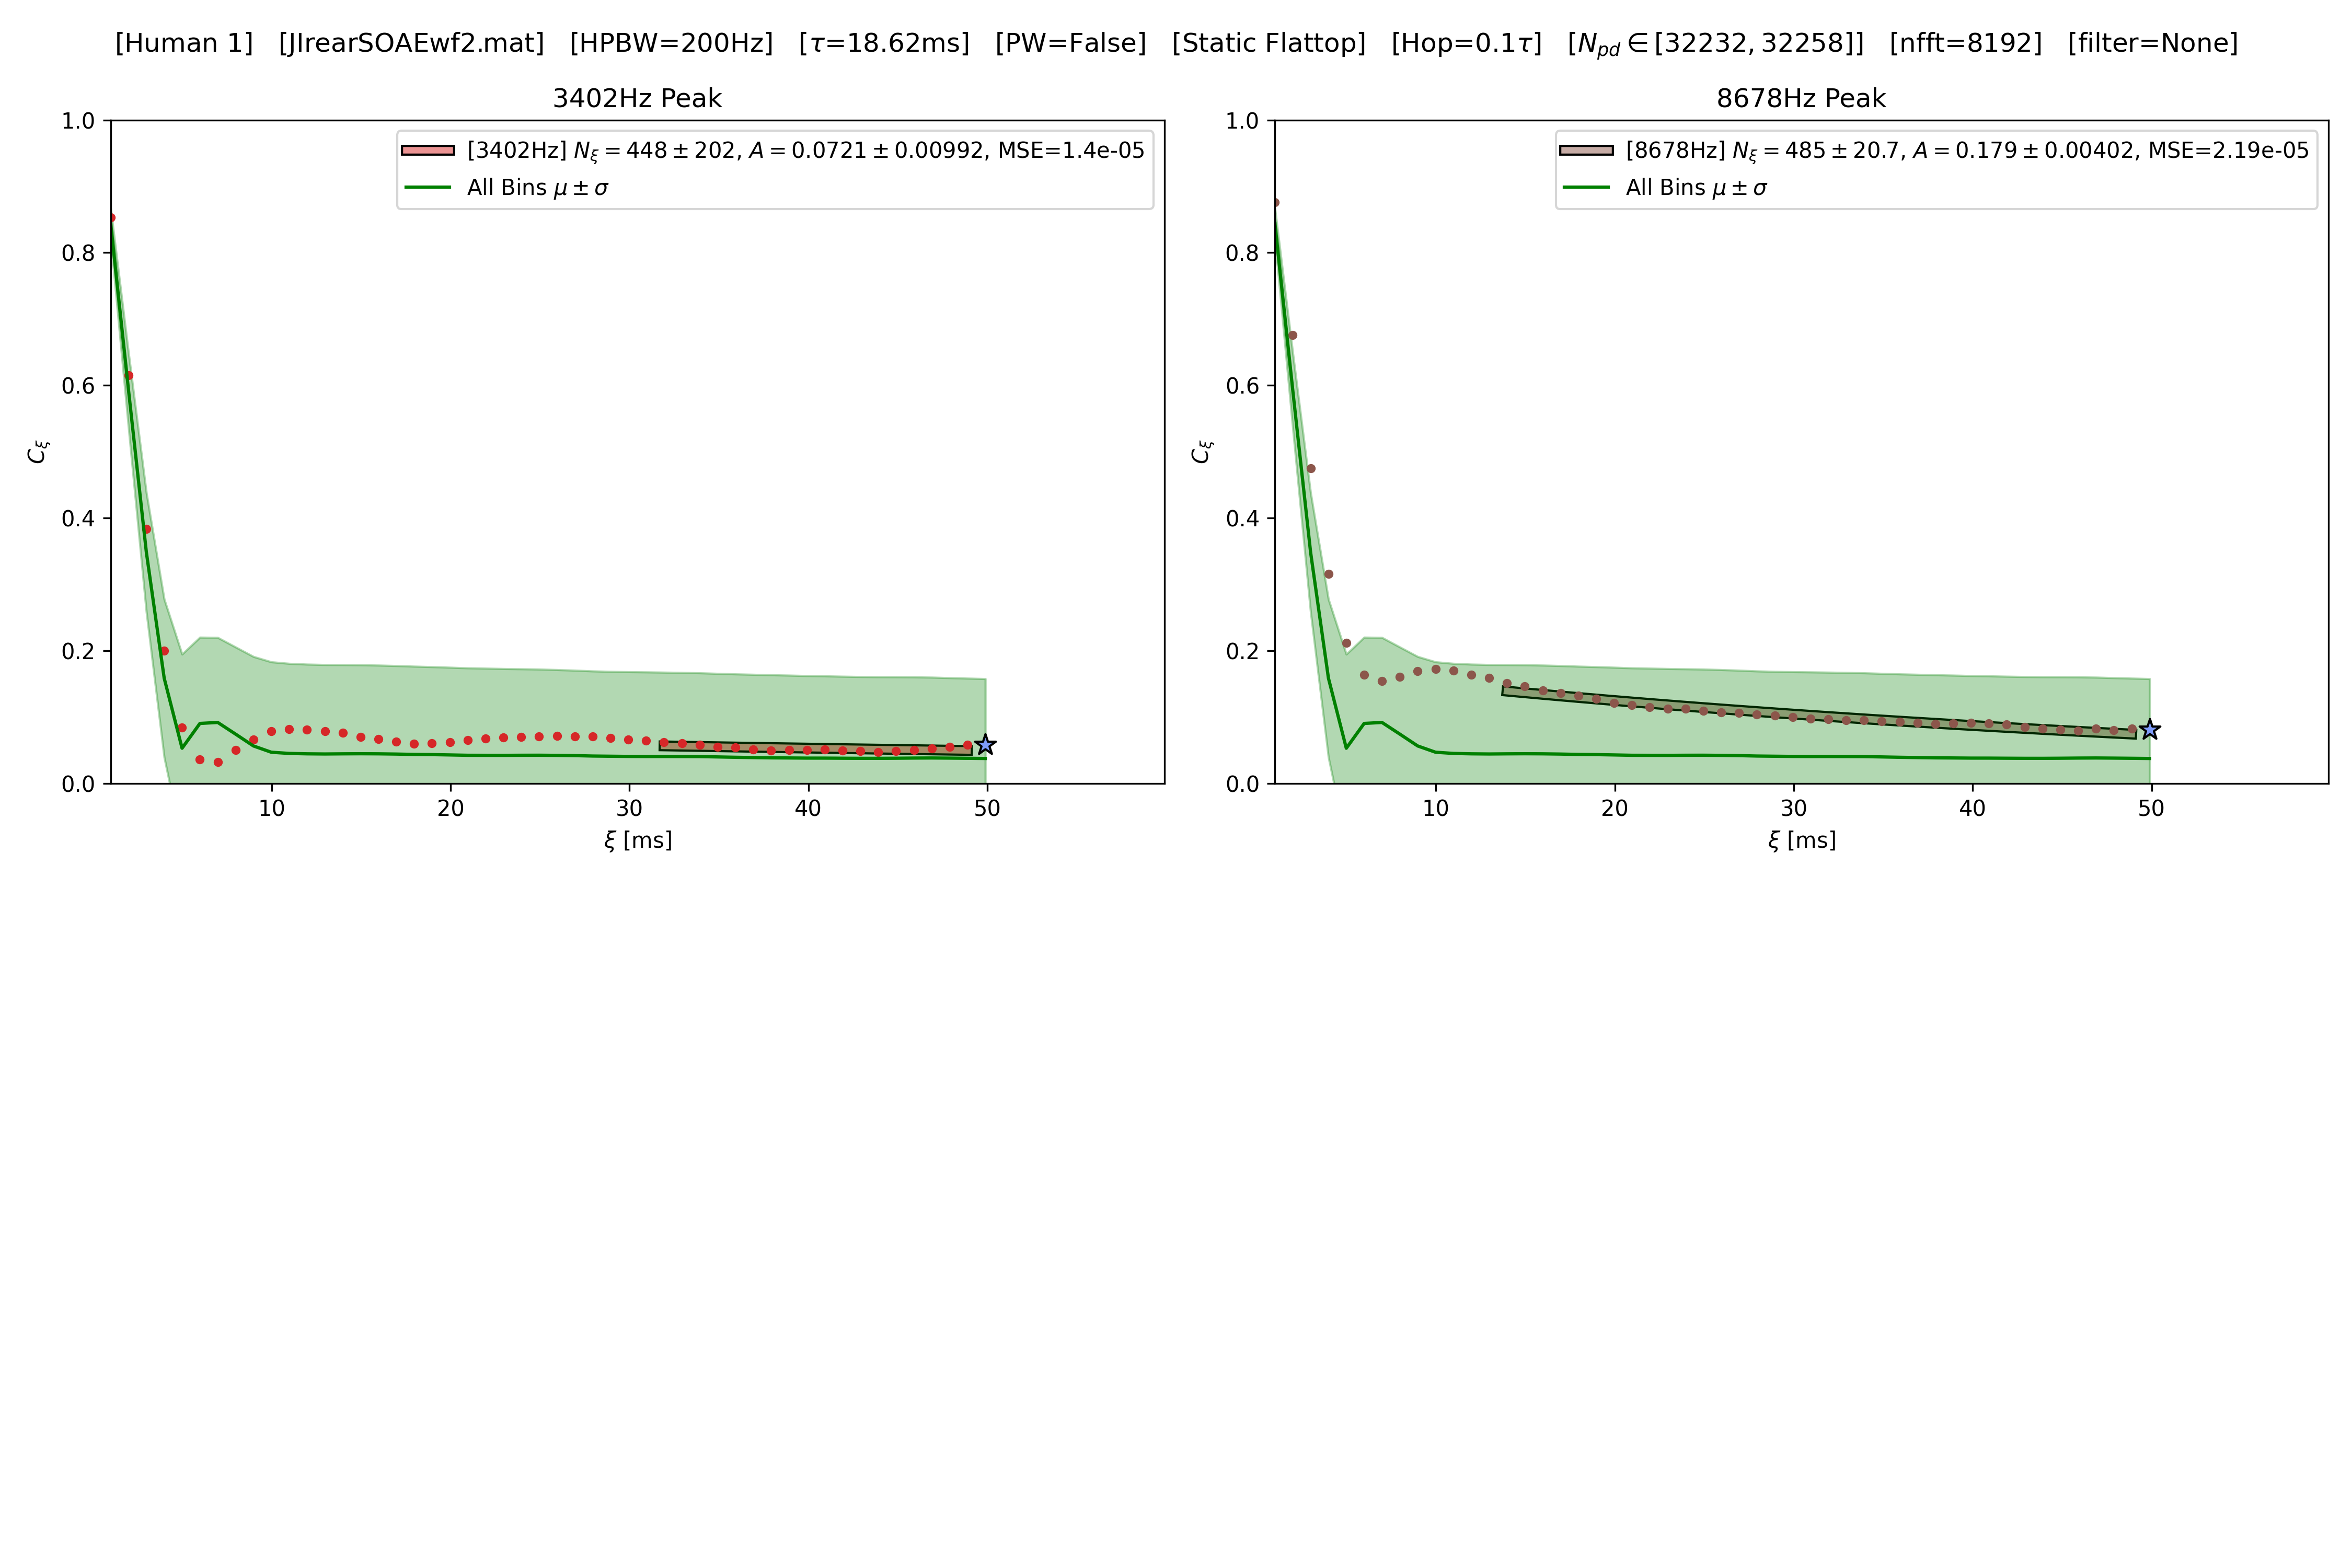 [Human 1] [JIrearSOAEwf2.mat] [HPBW=200Hz] [τ=18.62ms] [PW=False] [Static Flattop] [Hop=0.1τ] [N_pd ∈ [32232, 32258]] [nfft=8192] [filter=None]
3402Hz Peak
1.0
0.8
0.6
0.4
0.2
0.0
C_ξ
[3402Hz] N_ξ = 448 ± 202, A = 0.0721 ± 0.00992, MSE=1.4e-05
All Bins μ ± σ
10 20 30 40 50
ξ [ms]
8678Hz Peak
1.0
0.8
0.6
0.4
0.2
0.0
C_ξ
[8678Hz] N_ξ = 485 ± 20.7, A = 0.179 ± 0.00402, MSE=2.19e-05
All Bins μ ± σ
10 20 30 40 50
ξ [ms]